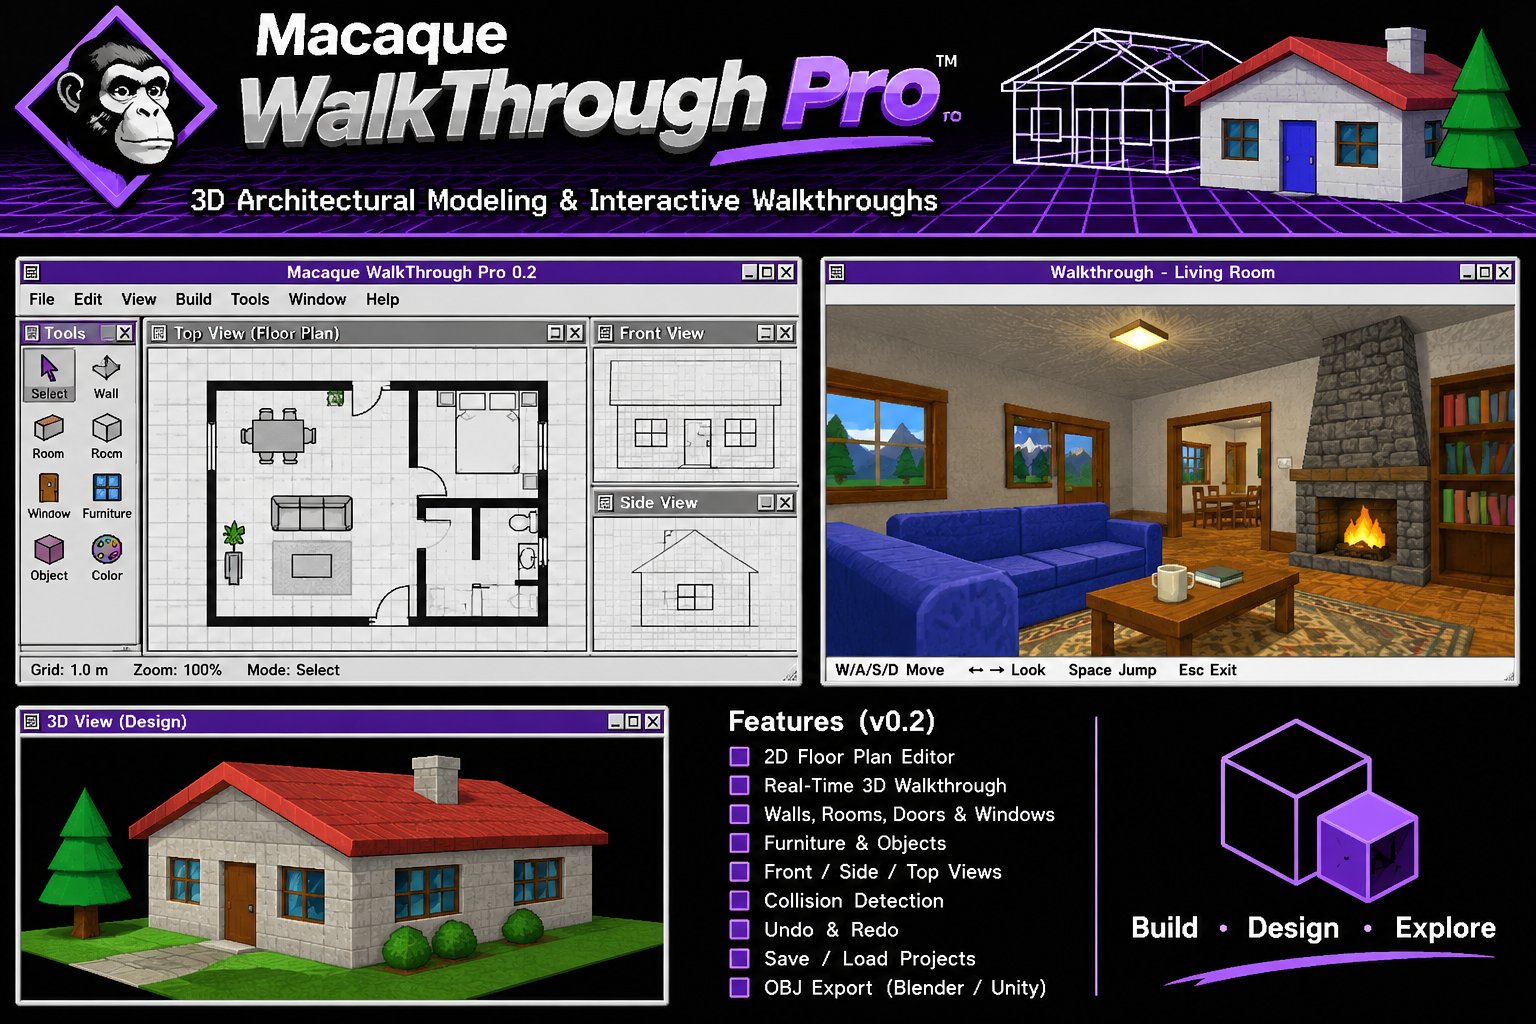 Macaque
WalkThrough Pro™
TO
3D Architectural Modeling & Interactive Walkthroughs
Macaque WalkThrough Pro 0.2
File Edit View Build Tools Window Help
Tools
Select
Wall
Room
Rocm
Window
Furniture
Object
Color
Top View (Floor Plan)
Front View
Side View
Grid: 1.0 m Zoom: 100% Mode: Select
Walkthrough - Living Room
W/A/S/D Move ← → Look Space Jump Esc Exit
3D View (Design)
Features (v0.2)
2D Floor Plan Editor
Real-Time 3D Walkthrough
Walls, Rooms, Doors & Windows
Furniture & Objects
Front / Side / Top Views
Collision Detection
Undo & Redo
Save / Load Projects
OBJ Export (Blender / Unity)
Build • Design • Explore